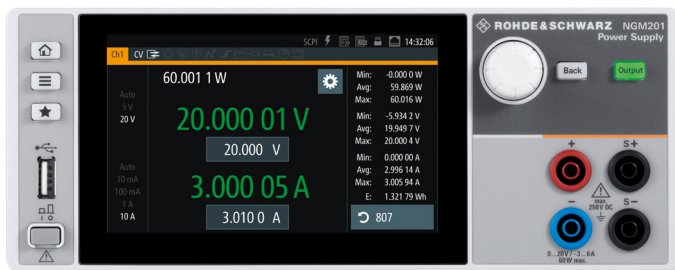 SCPI 14:32:06
Ch1 CV
60.001 1 W
Auto
5 V
20 V
20.000 01 V
20.000 V
Auto
10 mA
100 mA
1 A
10 A
3.000 05 A
3.010 0 A
Min: -0.000 0 W
Avg: 59.869 W
Max: 60.016 W
Min: -5.934 2 V
Avg: 19.949 7 V
Max: 20.000 4 V
Min: 0.000 00 A
Avg: 2.996 14 A
Max: 3.005 94 A
E: 1.321 79 Wh
807
ROHDE&SCHWARZ NGM201
Power Supply
Back
Output
+ S+
max.
250V DC
− S−
0...20V / -3...6A
60W max.